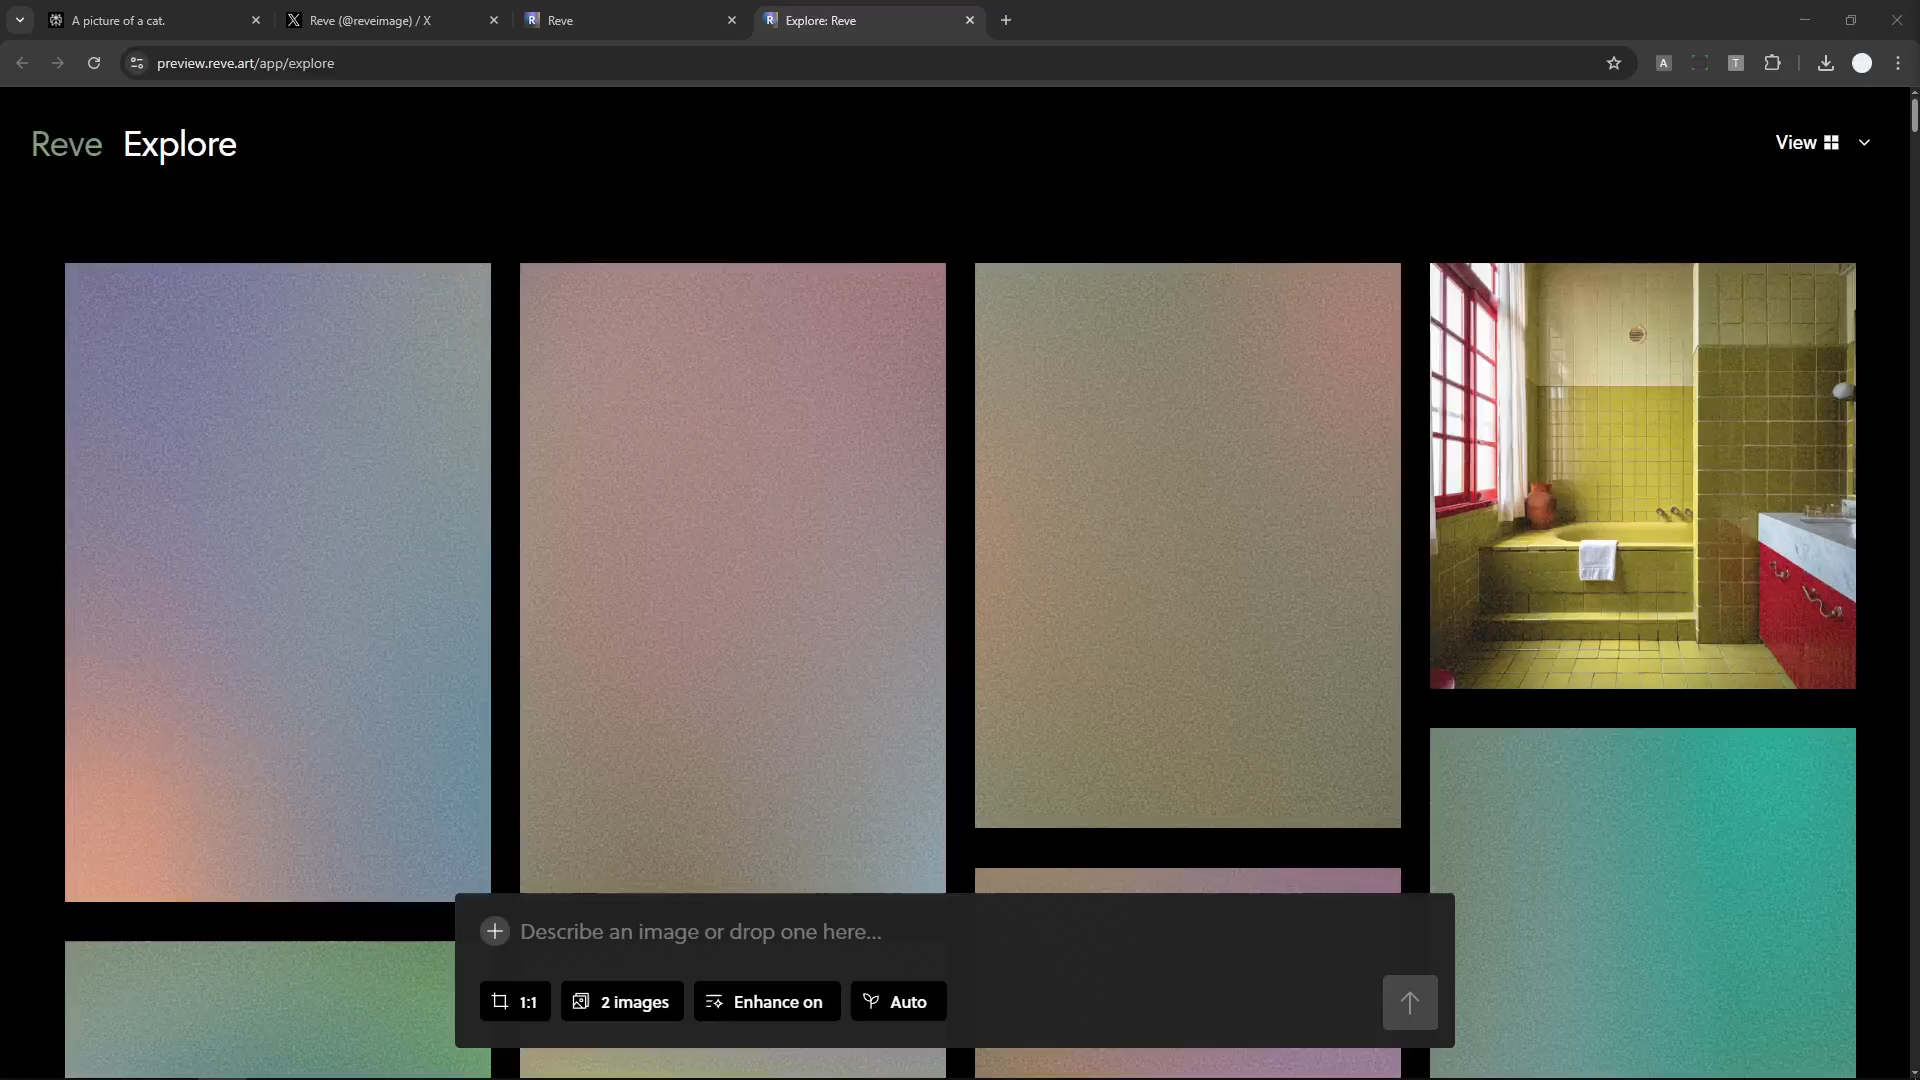 A picture of a cat.
Reve (@reveimage) / X
Reve
Explore: Reve
preview.reve.art/app/explore
Reve Explore
View
Describe an image or drop one here...
1:1
2 images
Enhance on
Auto